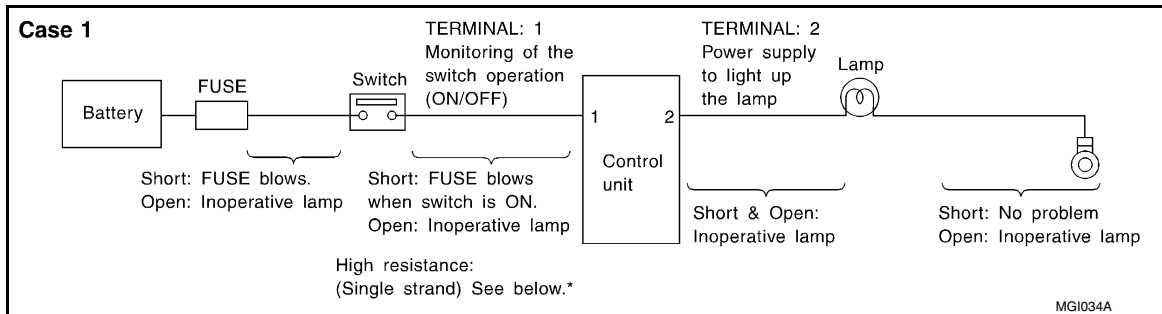 Case 1
TERMINAL: 1
Monitoring of the
switch operation
(ON/OFF)
TERMINAL: 2
Power supply
to light up
the lamp
Battery
FUSE
Switch
1
2
Control
unit
Lamp
Short: FUSE blows.
Open: Inoperative lamp
Short: FUSE blows
when switch is ON.
Open: Inoperative lamp
Short & Open:
Inoperative lamp
Short: No problem
Open: Inoperative lamp
High resistance:
(Single strand) See below.*
MGI034A